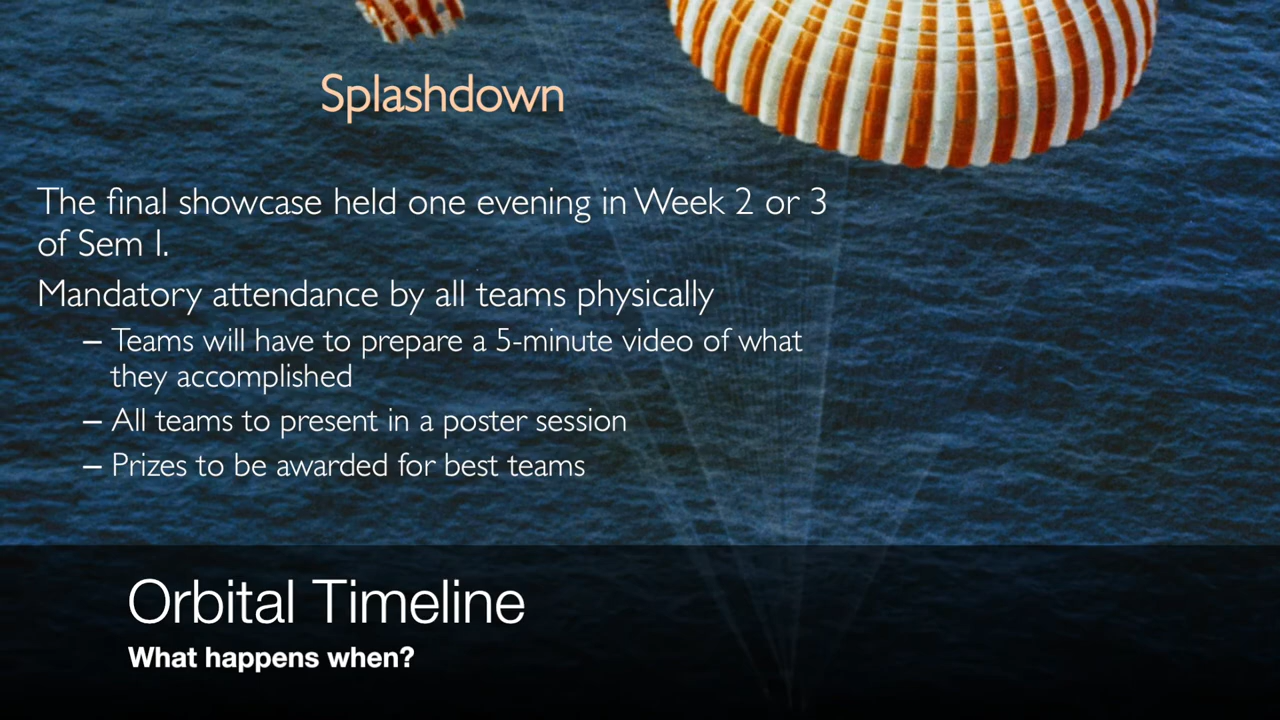 Splashdown
The final showcase held one evening in Week 2 or 3
of Sem I.
Mandatory attendance by all teams physically
– Teams will have to prepare a 5-minute video of what
they accomplished
– All teams to present in a poster session
– Prizes to be awarded for best teams
Orbital Timeline
What happens when?